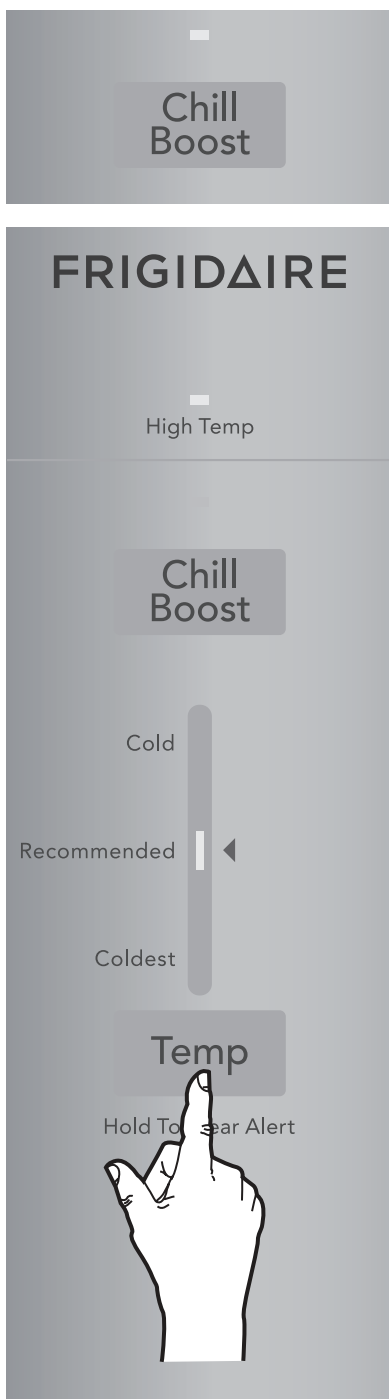 Chill
Boost
FRIGIDAIRE
High Temp
Chill
Boost
Cold
Recommended
Coldest
Temp
Hold To ear Alert